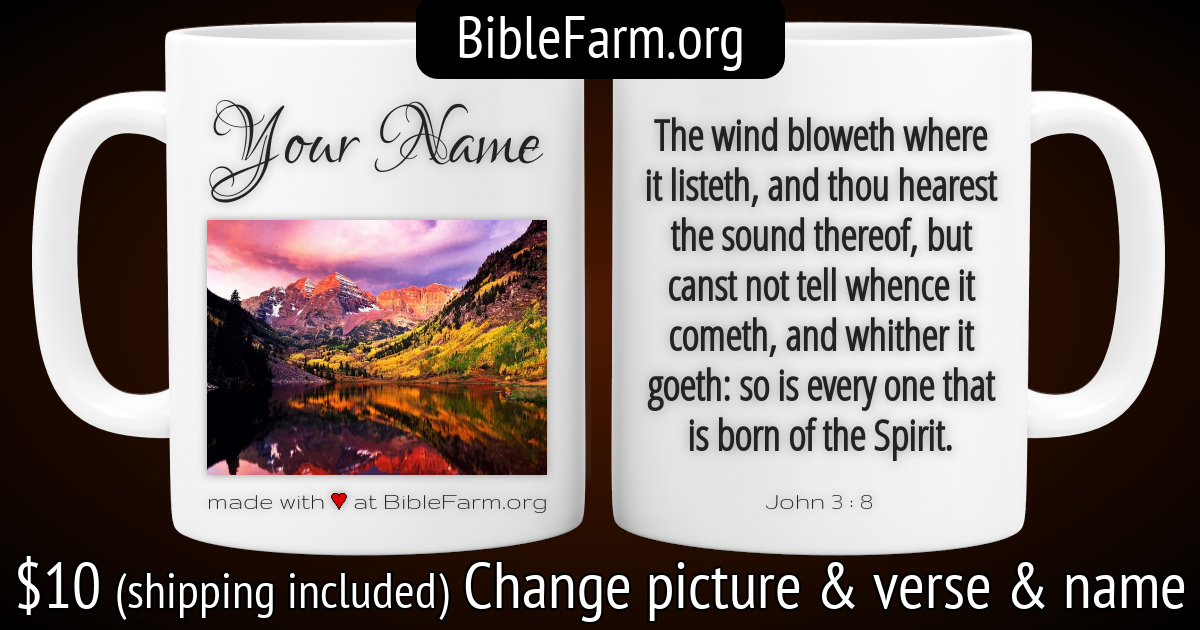 BibleFarm.org
Your Name
made with ♥ at BibleFarm.org
The wind bloweth where
it listeth, and thou hearest
the sound thereof, but
canst not tell whence it
cometh, and whither it
goeth: so is every one that
is born of the Spirit.
John 3 : 8
$10 (shipping included) Change picture & verse & name